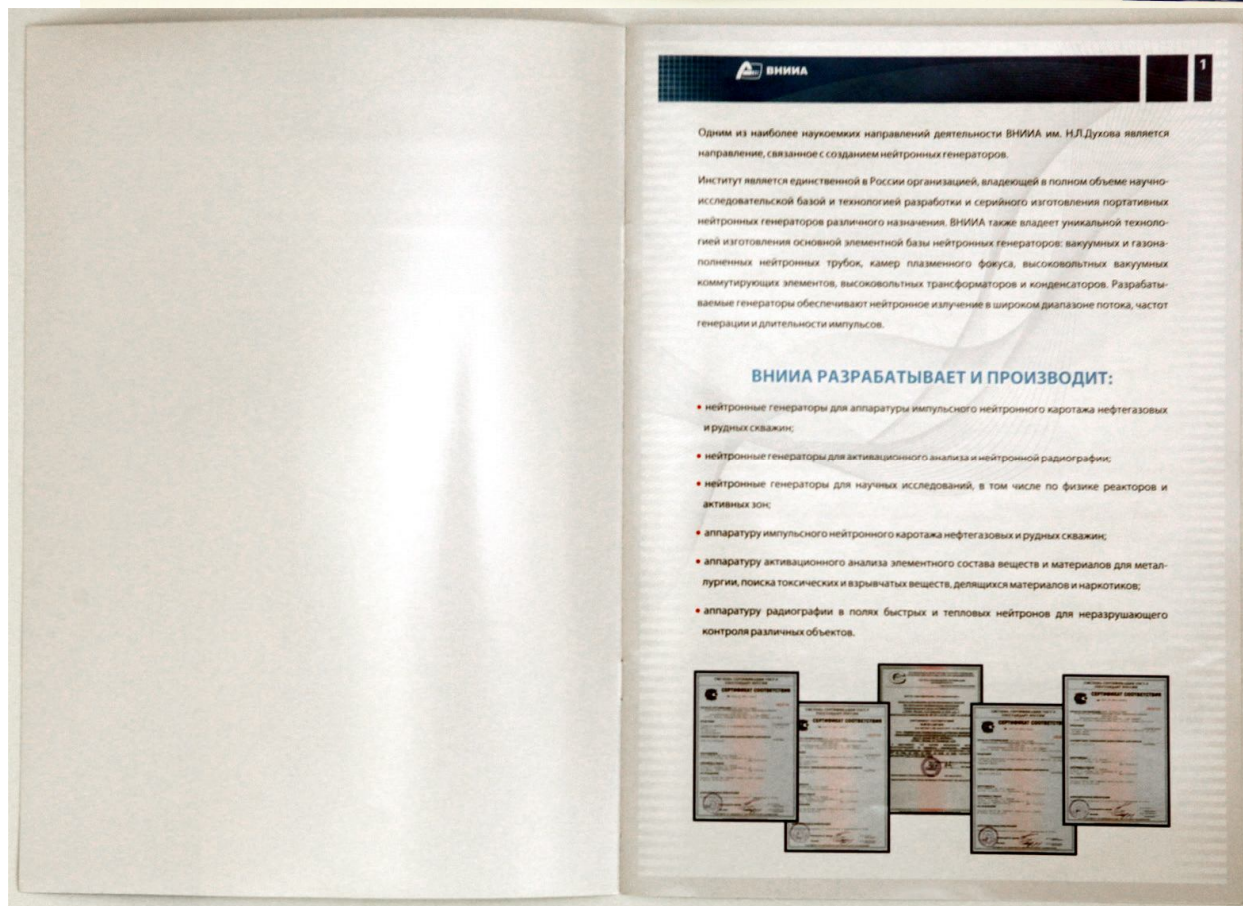 ВНИИА
1
Одним из наиболее наукоемких направлений деятельности ВНИИА им. Н.Л.Духова является
направление, связанное с созданием нейтронных генераторов.
Институт является единственной в России организацией, владеющей в полном объеме научно-
исследовательской базой и технологией разработки и серийного изготовления портативных
нейтронных генераторов различного назначения. ВНИИА также владеет уникальной техноло-
гией изготовления основной элементной базы нейтронных генераторов: вакуумных и газона-
полненных нейтронных трубок, камер плазменного фокуса, высоковольтных вакуумных
коммутирующих элементов, высоковольтных трансформаторов и конденсаторов. Разрабаты-
ваемые генераторы обеспечивают нейтронное излучение в широком диапазоне потока, частот
генерации и длительности импульсов.
ВНИИА РАЗРАБАТЫВАЕТ И ПРОИЗВОДИТ:
• нейтронные генераторы для аппаратуры импульсного нейтронного каротажа нефтегазовых
и рудных скважин;
• нейтронные генераторы для активационного анализа и нейтронной радиографии;
• нейтронные генераторы для научных исследований, в том числе по физике реакторов и
активных зон;
• аппаратуру импульсного нейтронного каротажа нефтегазовых и рудных скважин;
• аппаратуру активационного анализа элементного состава веществ и материалов для метал-
лургии, поиска токсических и взрывчатых веществ, делящихся материалов и наркотиков;
• аппаратуру радиографии в полях быстрых и тепловых нейтронов для неразрушающего
контроля различных объектов.
СЕРТИФИКАТ СООТВЕТСТВИЯ
СЕРТИФИКАТ СООТВЕТСТВИЯ
СЕРТИФИКАТ СООТВЕТСТВИЯ
СЕРТИФИКАТ СООТВЕТСТВИЯ